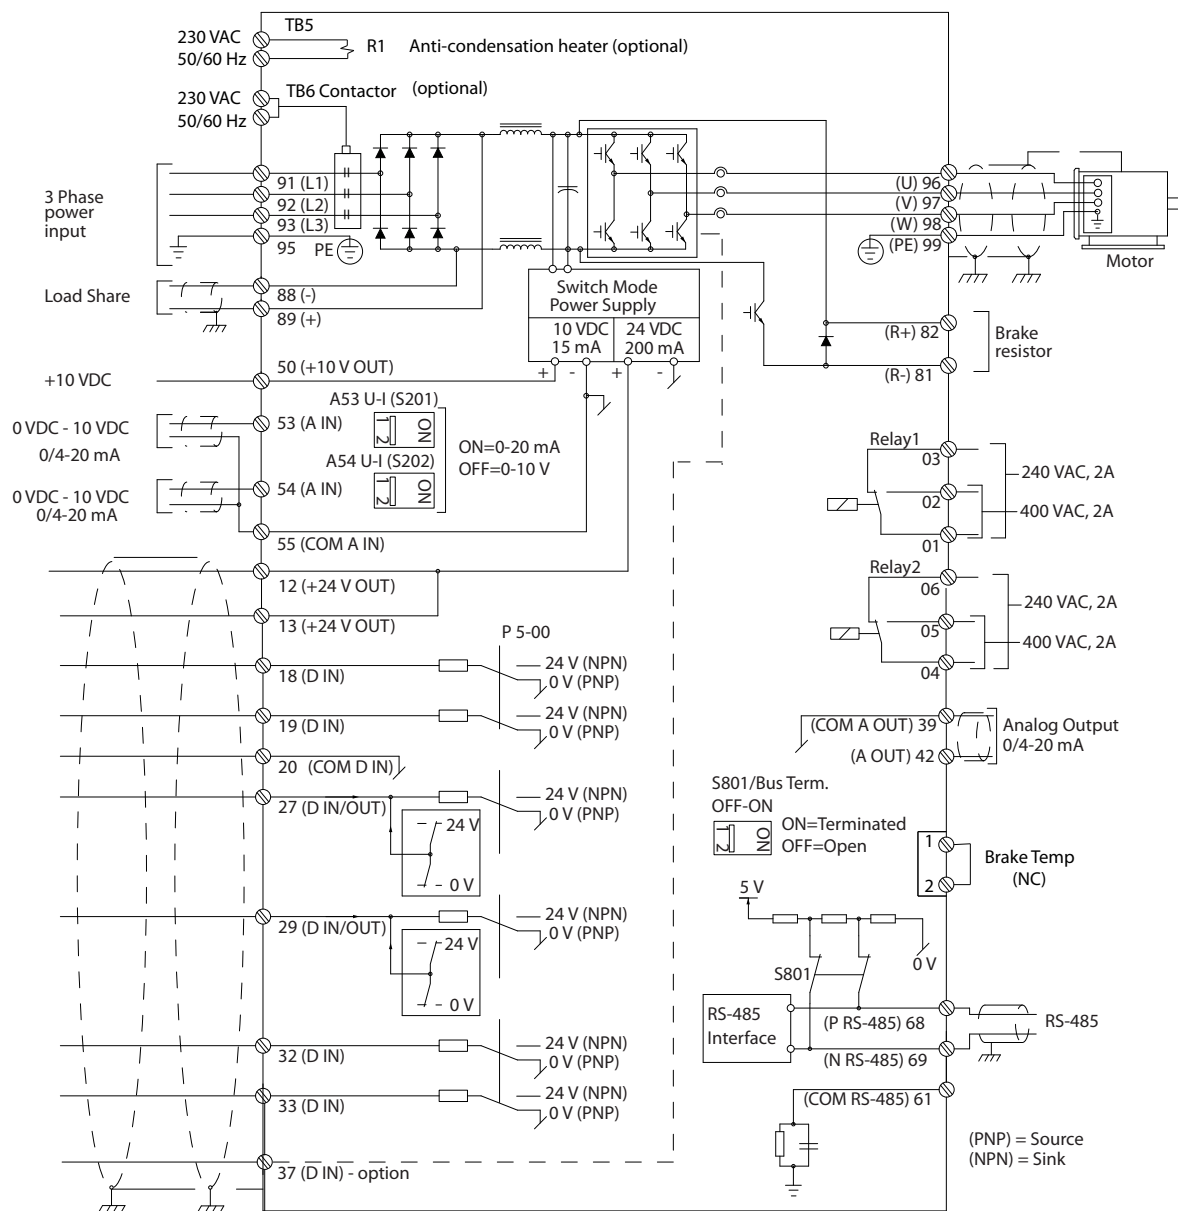 TB5
230 VAC
50/60 Hz
R1
Anti-condensation heater (optional)
230 VAC
50/60 Hz
TB6 Contactor
(optional)
3 Phase
power
input
91 (L1)
92 (L2)
93 (L3)
95
PE
(U) 96
(V) 97
(W) 98
(PE) 99
Motor
Load Share
88 (-)
89 (+)
Switch Mode
Power Supply
10 VDC
15 mA
24 VDC
200 mA
+
-
+
-
(R+) 82
(R-) 81
Brake
resistor
+10 VDC
50 (+10 V OUT)
0 VDC - 10 VDC
0/4-20 mA
53 (A IN)
A53 U-I (S201)
1
2
ON
A54 U-I (S202)
1
2
ON
ON=0-20 mA
OFF=0-10 V
0 VDC - 10 VDC
0/4-20 mA
54 (A IN)
55 (COM A IN)
12 (+24 V OUT)
13 (+24 V OUT)
Relay1
03
02
01
240 VAC, 2A
400 VAC, 2A
Relay2
06
05
04
240 VAC, 2A
400 VAC, 2A
P 5-00
18 (D IN)
24 V (NPN)
0 V (PNP)
19 (D IN)
24 V (NPN)
0 V (PNP)
20 (COM D IN)
27 (D IN/OUT)
24 V (NPN)
0 V (PNP)
24 V
0 V
29 (D IN/OUT)
24 V (NPN)
0 V (PNP)
24 V
0 V
32 (D IN)
24 V (NPN)
0 V (PNP)
33 (D IN)
24 V (NPN)
0 V (PNP)
37 (D IN) - option
(COM A OUT) 39
(A OUT) 42
Analog Output
0/4-20 mA
S801/Bus Term.
OFF-ON
1
2
ON
ON=Terminated
OFF=Open
1
2
Brake Temp
(NC)
5 V
0 V
S801
RS-485
Interface
(P RS-485) 68
(N RS-485) 69
RS-485
(COM RS-485) 61
(PNP) = Source
(NPN) = Sink